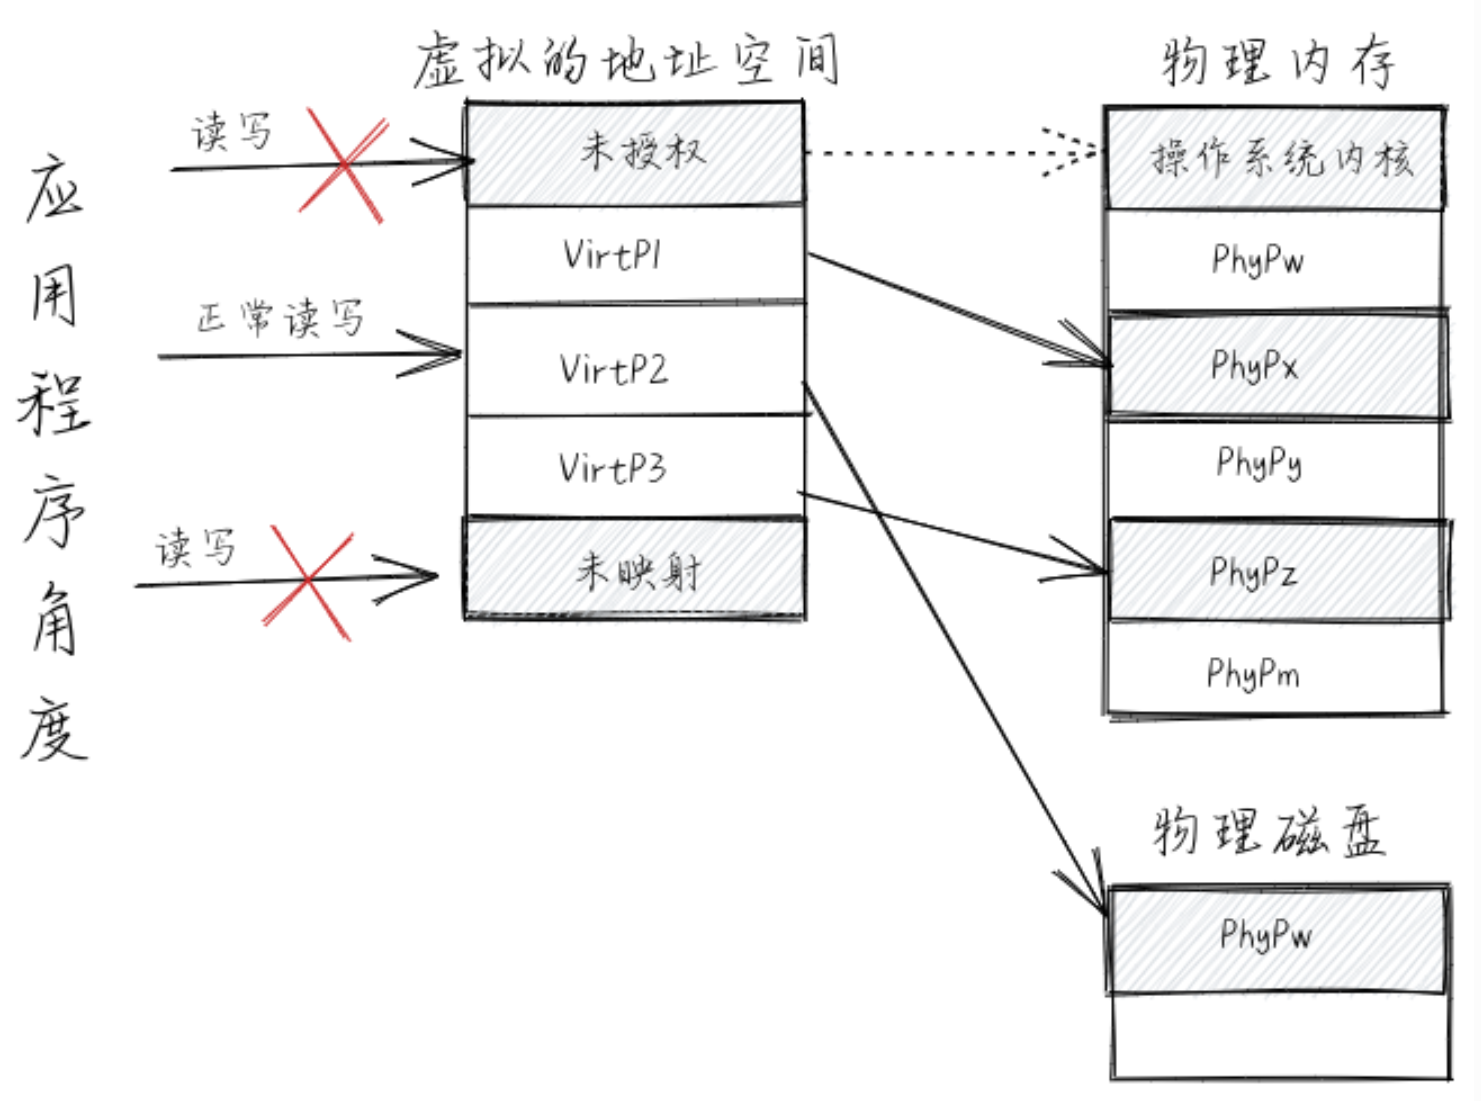 应用程序角度
读写
正常读写
读写
虚拟的地址空间
未授权
VirtP1
VirtP2
VirtP3
未映射
物理内存
操作系统内核
PhyPw
PhyPx
PhyPy
PhyPz
PhyPm
物理磁盘
PhyPw